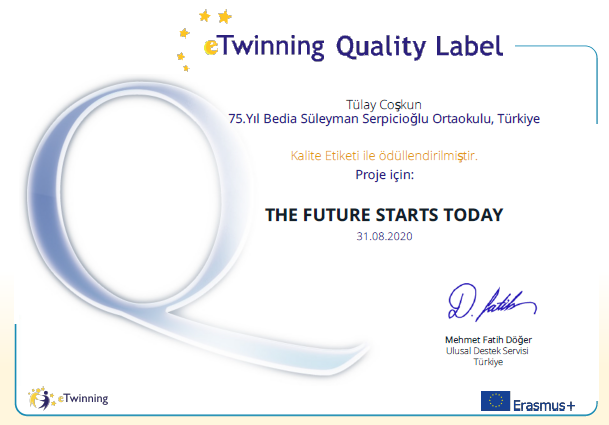 eTwinning Quality Label
Tülay Coşkun
75.Yıl Bedia Süleyman Serpicioğlu Ortaokulu, Türkiye
Kalite Etiketi ile ödüllendirilmiştir.
Proje için:
THE FUTURE STARTS TODAY
31.08.2020
D. fatih
Mehmet Fatih Döğer
Ulusal Destek Servisi
Türkiye
eTwinning
Erasmus+